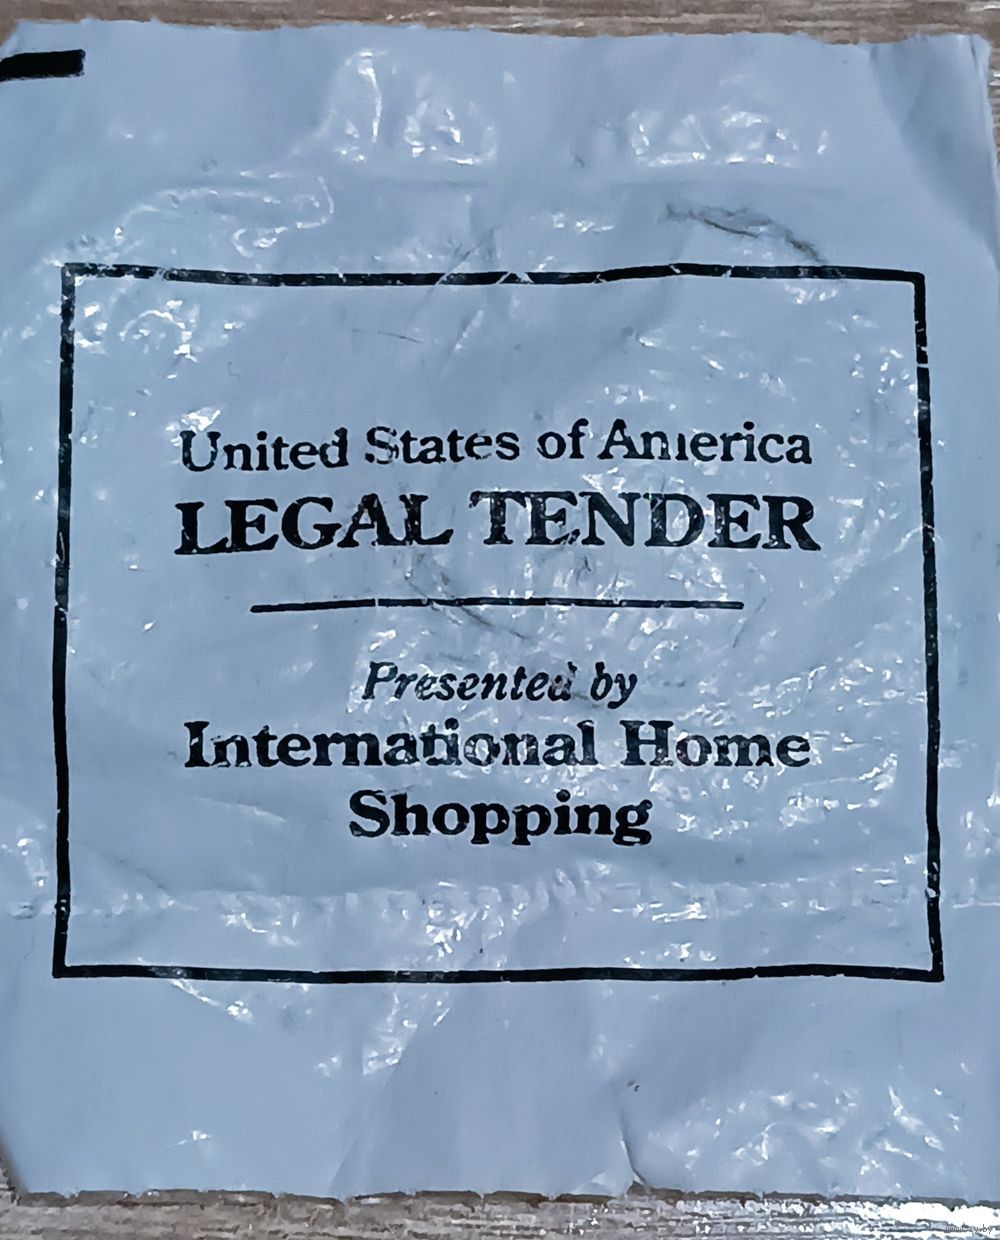 United States of America
LEGAL TENDER
Presented by
International Home
Shopping